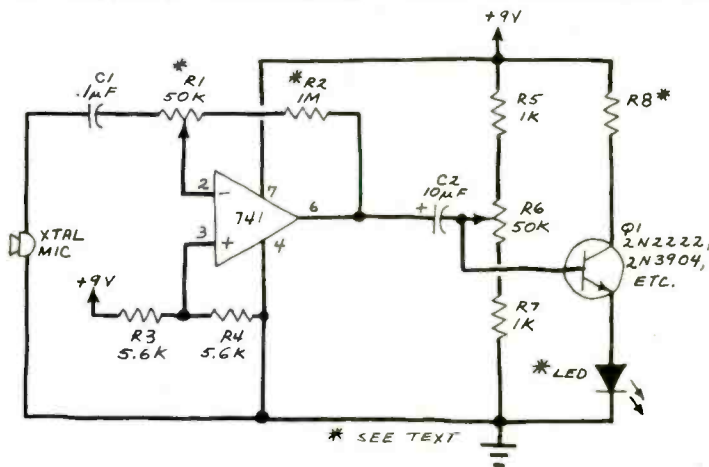 +9V
C1
.1µF
*
R1
50K
*R2
1M
R5
1K
R8*
2
-
7
741
6
3
+
4
C2
10µF
+
R6
50K
Q1
2N2222,
2N3904,
ETC.
XTAL
MIC
+9V
R3
5.6K
R4
5.6K
R7
1K
*LED
* SEE TEXT